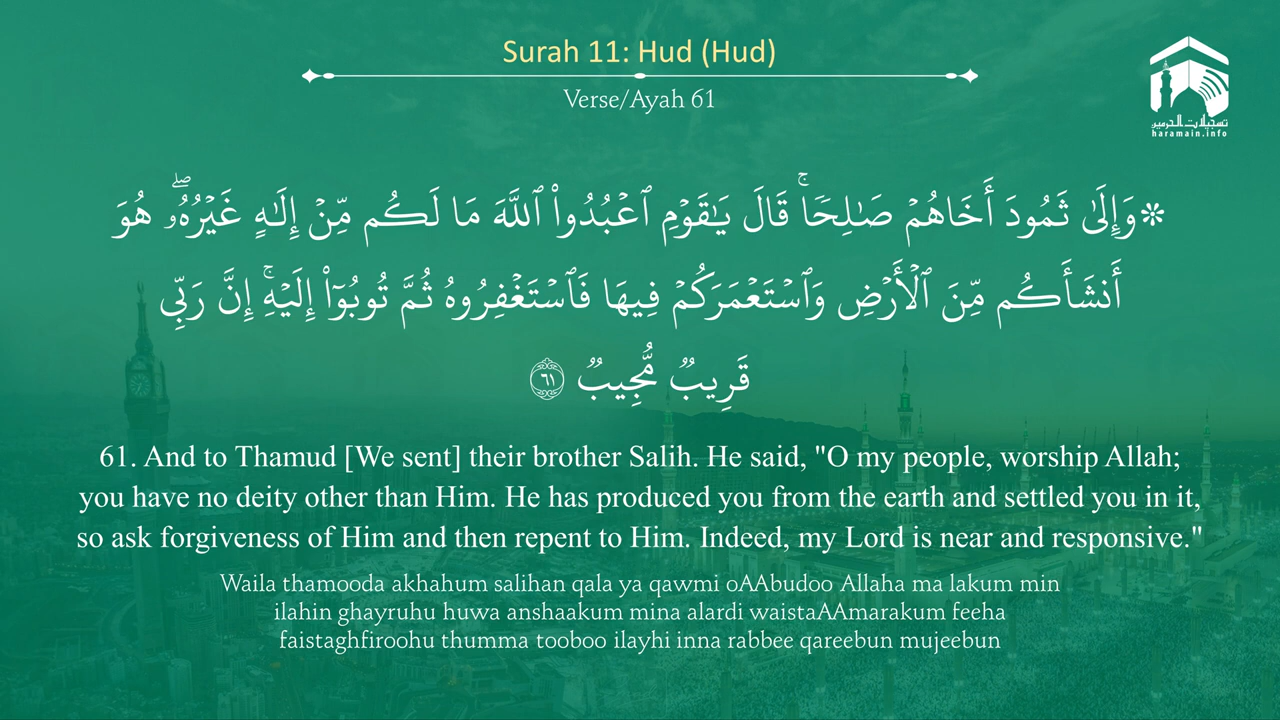 Surah 11: Hud (Hud)
Verse/Ayah 61
تسجيلات الحرمين
haramain.info
۞وَإِلَىٰ ثَمُودَ أَخَاهُمۡ صَٰلِحٗاۚ قَالَ يَٰقَوۡمِ ٱعۡبُدُواْ ٱللَّهَ مَا لَكُم مِّنۡ إِلَٰهٍ غَيۡرُهُۥۖ هُوَ
أَنشَأَكُم مِّنَ ٱلۡأَرۡضِ وَٱسۡتَعۡمَرَكُمۡ فِيهَا فَٱسۡتَغۡفِرُوهُ ثُمَّ تُوبُوٓاْ إِلَيۡهِۚ إِنَّ رَبِّي
قَرِيبٞ مُّجِيبٞ ٦١
61. And to Thamud [We sent] their brother Salih. He said, "O my people, worship Allah;
you have no deity other than Him. He has produced you from the earth and settled you in it,
so ask forgiveness of Him and then repent to Him. Indeed, my Lord is near and responsive."
Waila thamooda akhahum salihan qala ya qawmi oAAbudoo Allaha ma lakum min
ilahin ghayruhu huwa anshaakum mina alardi waistaAAmarakum feeha
faistaghfiroohu thumma tooboo ilayhi inna rabbee qareebun mujeebun